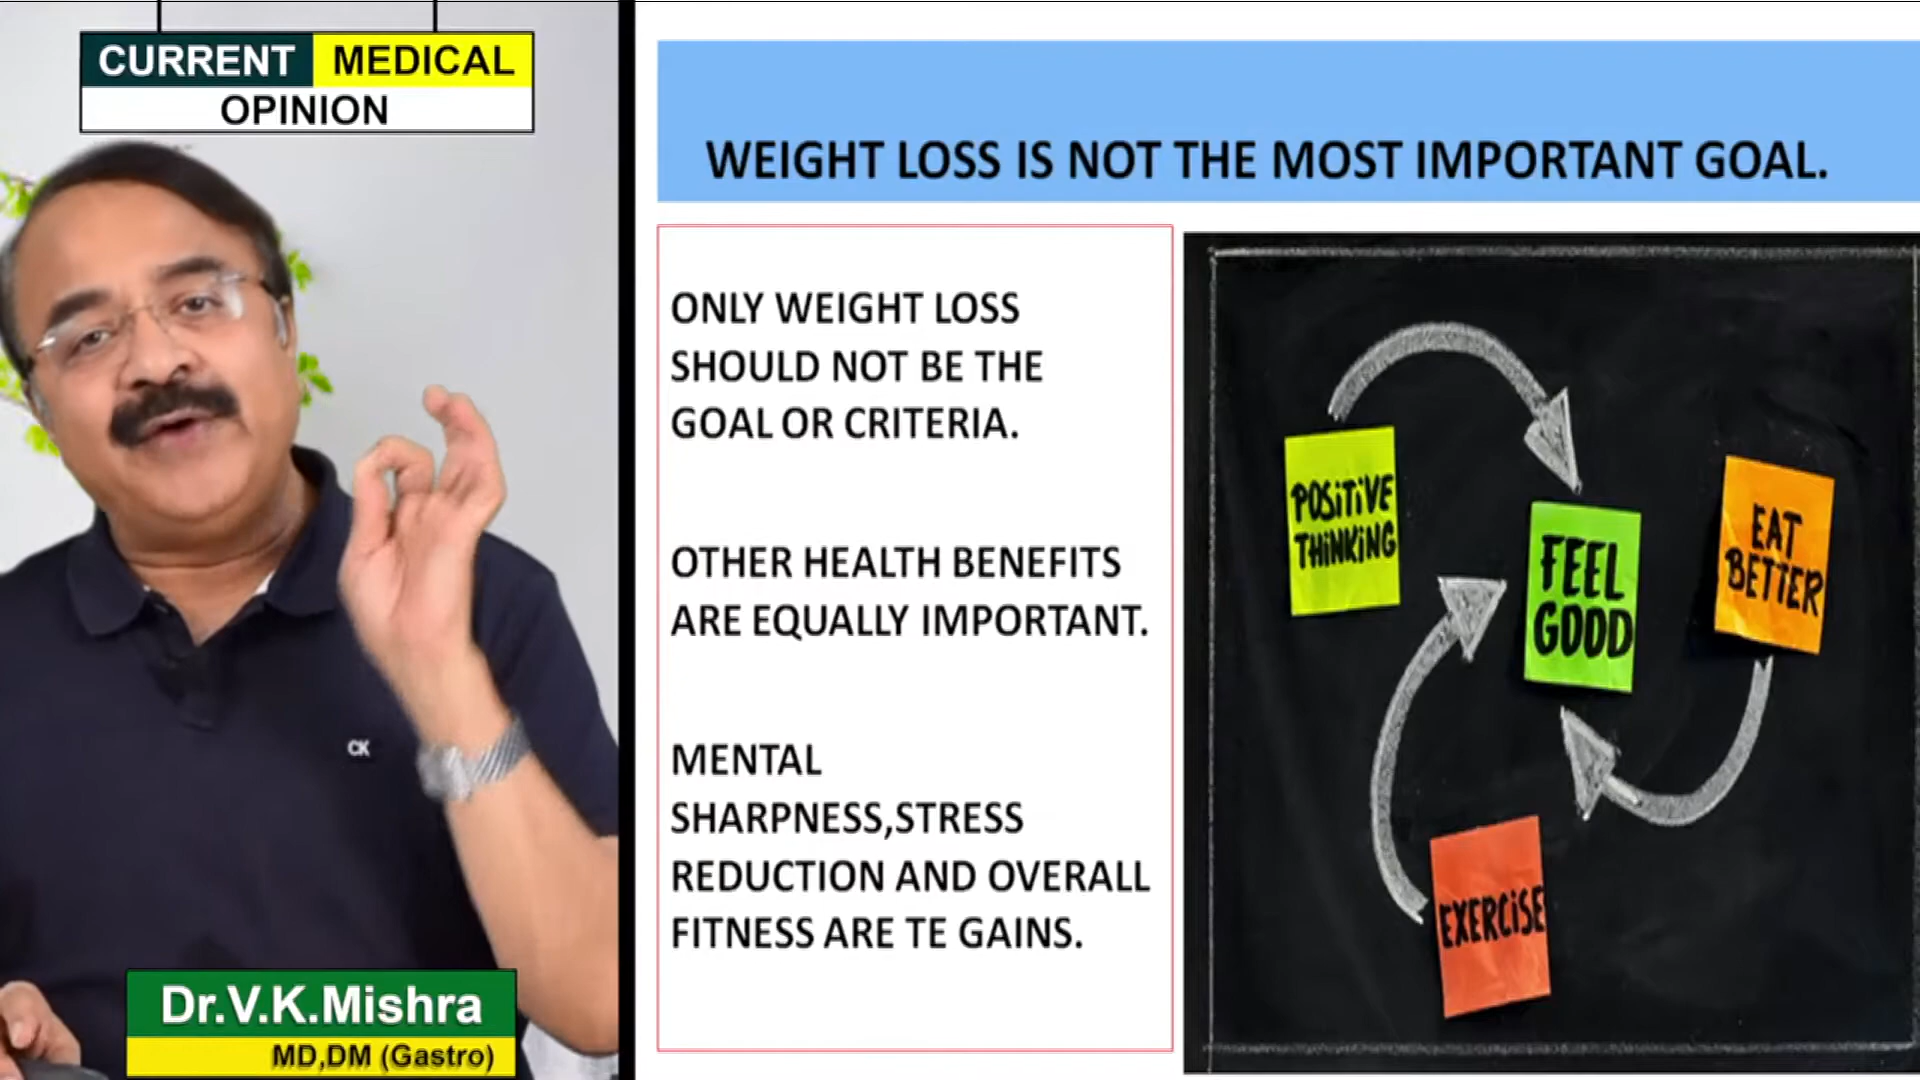 CURRENT MEDICAL
OPINION
WEIGHT LOSS IS NOT THE MOST IMPORTANT GOAL.
ONLY WEIGHT LOSS
SHOULD NOT BE THE
GOAL OR CRITERIA.
OTHER HEALTH BENEFITS
ARE EQUALLY IMPORTANT.
MENTAL
SHARPNESS,STRESS
REDUCTION AND OVERALL
FITNESS ARE TE GAINS.
POSITIVE
THINKING
FEEL
GOOD
EAT
BETTER
EXERCISE
CK
Dr.V.K.Mishra
MD,DM (Gastro)